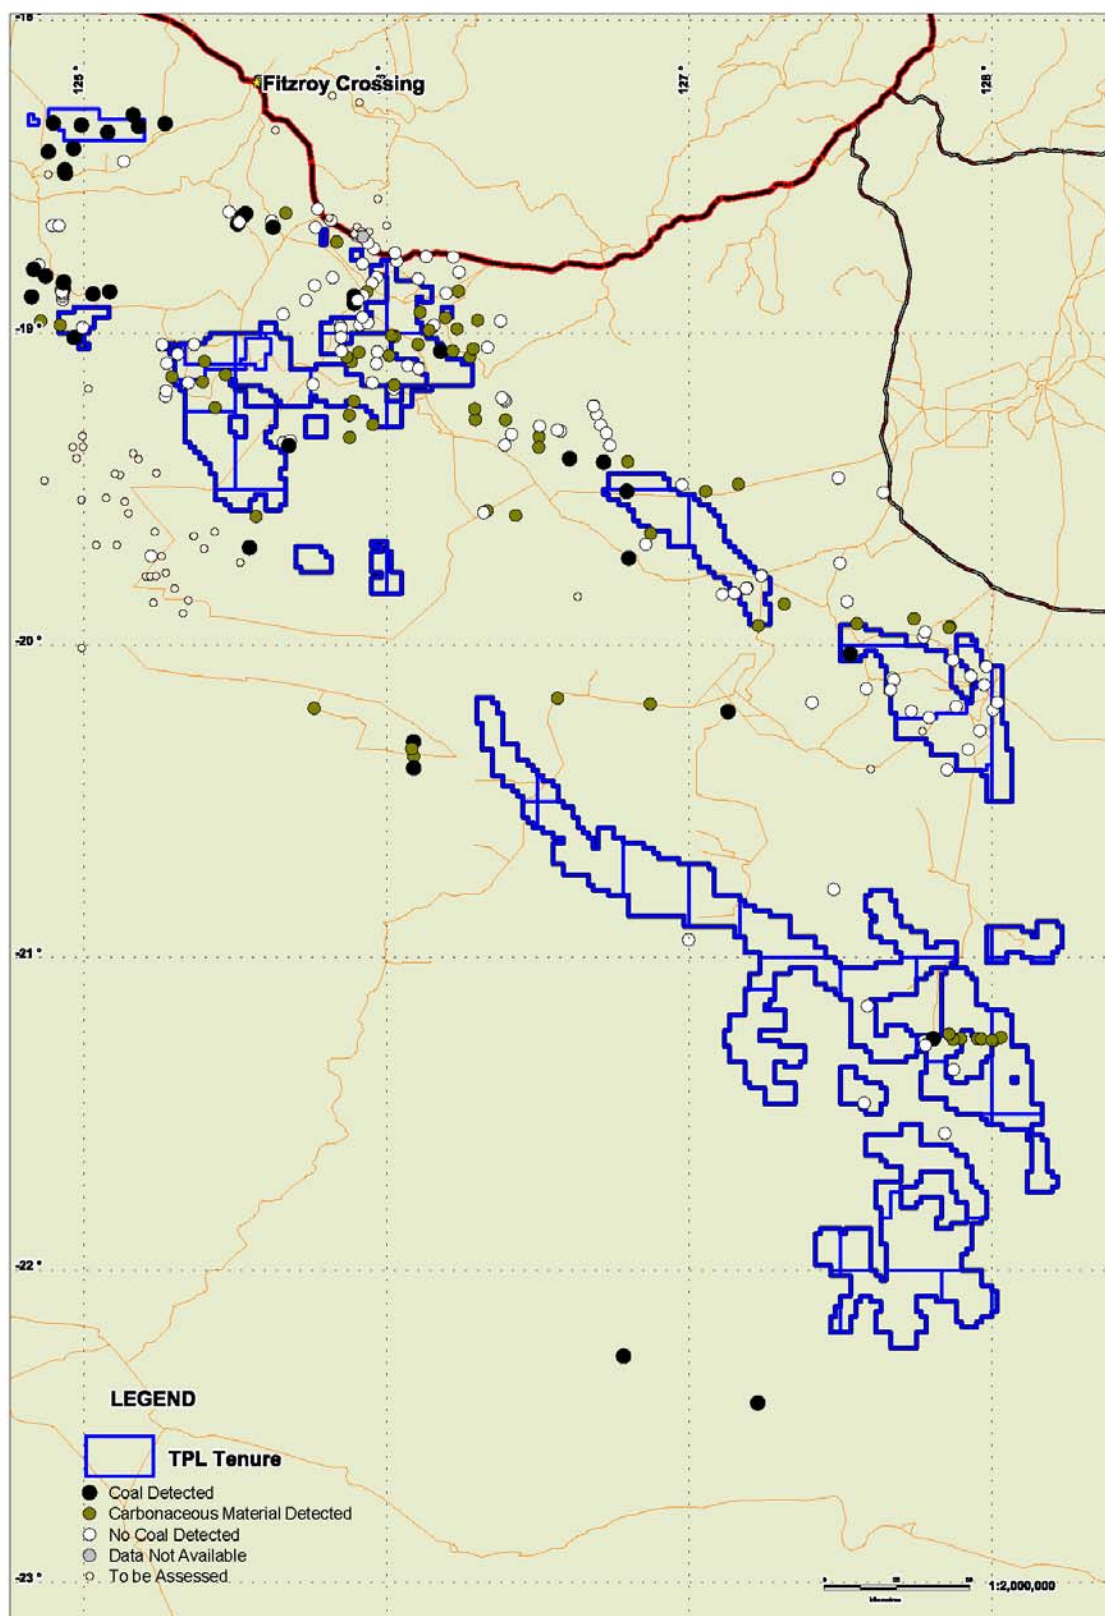 125 °
127 °
128 °
Fitzroy Crossing
-19 °
-20 °
-21 °
-22 °
-23 °
LEGEND
TPL Tenure
Coal Detected
Carbonaceous Material Detected
No Coal Detected
Data Not Available
To be Assessed
1:2,000,000